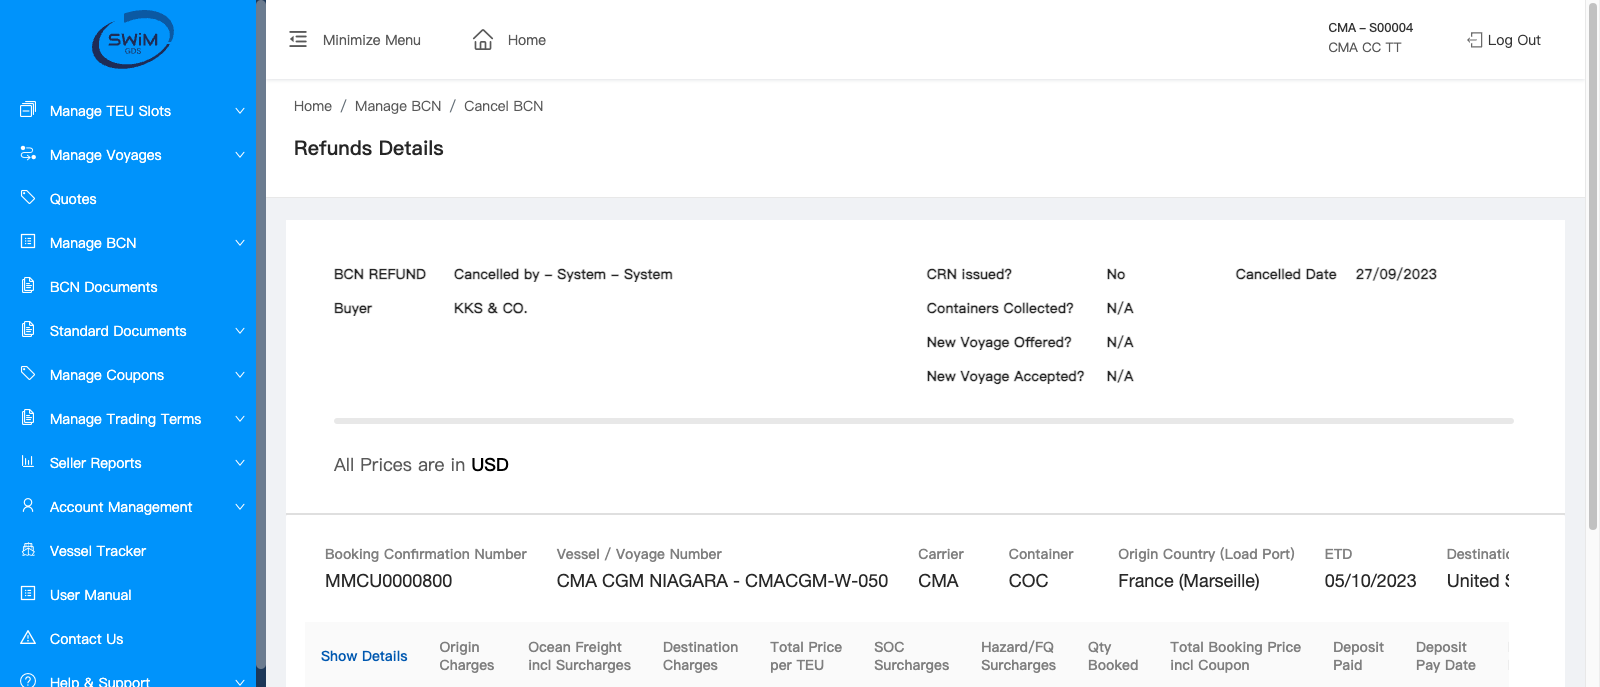 SWiM
GDS
Minimize Menu
Home
CMA – S00004
CMA CC TT
Log Out
Manage TEU Slots
Manage Voyages
Quotes
Manage BCN
BCN Documents
Standard Documents
Manage Coupons
Manage Trading Terms
Seller Reports
Account Management
Vessel Tracker
User Manual
Contact Us
Help & Support
Home / Manage BCN / Cancel BCN
Refunds Details
BCN REFUND Cancelled by – System – System
Buyer KKS & CO.
CRN issued? No
Containers Collected? N/A
New Voyage Offered? N/A
New Voyage Accepted? N/A
Cancelled Date 27/09/2023
All Prices are in USD
Booking Confirmation Number Vessel / Voyage Number Carrier Container Origin Country (Load Port) ETD
MMCU0000800 CMA CGM NIAGARA - CMACGM-W-050 CMA COC France (Marseille) 05/10/2023 United
Show Details
Origin Charges
Ocean Freight incl Surcharges
Destination Charges
Total Price per TEU
SOC Surcharges
Hazard/FQ Surcharges
Qty Booked
Total Booking Price incl Coupon
Deposit Paid
Deposit Pay Date